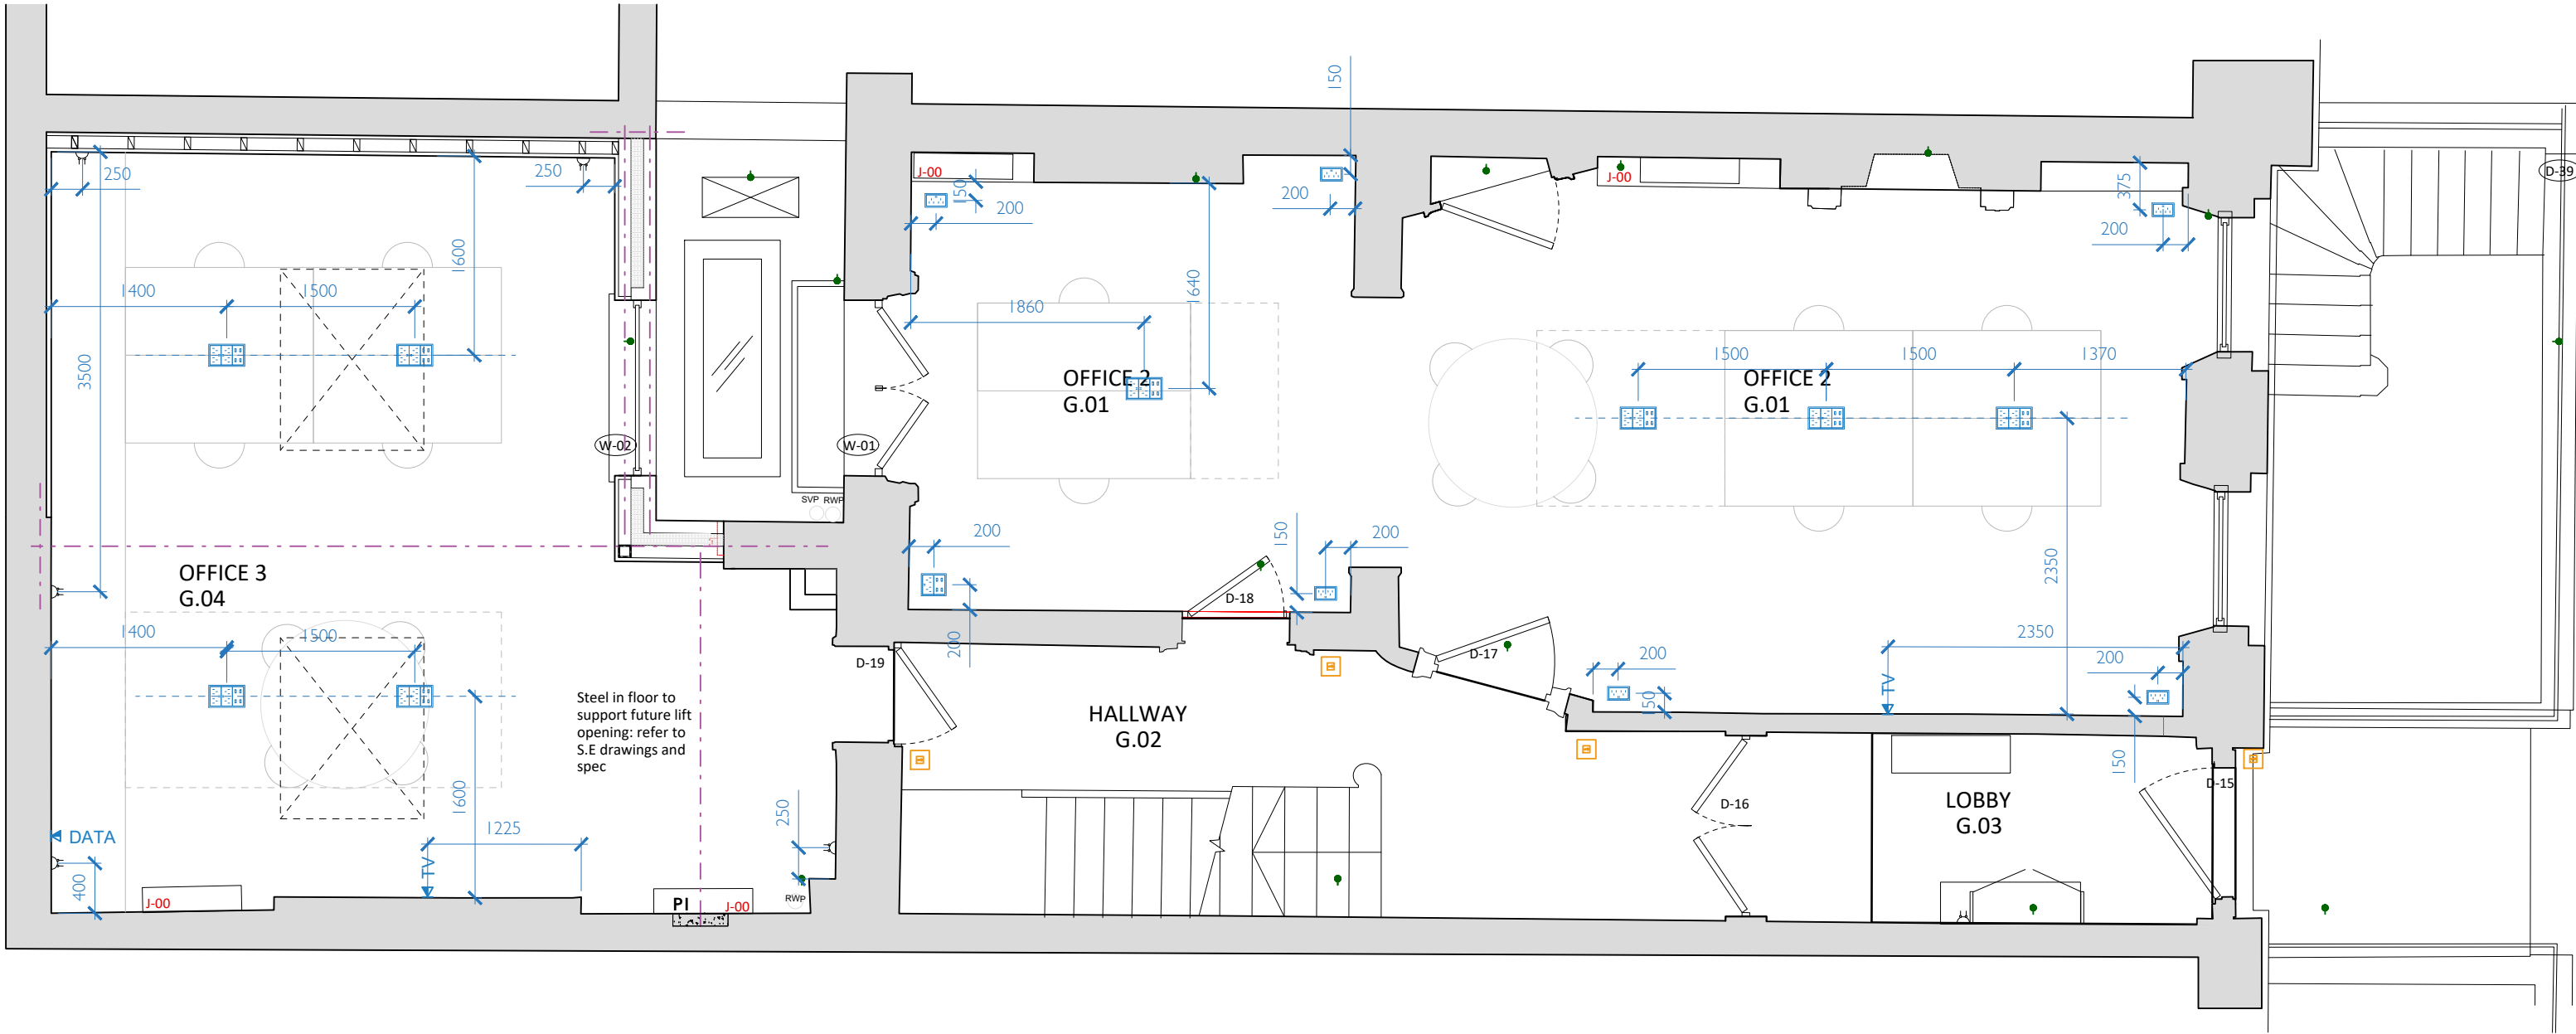 150
J-00
150
200
200
J-00
375
200
D-39
250
250
1600
1400
1500
3500
1640
1860
OFFICE 2
G.01
1500
1500
1370
OFFICE 2
G.01
W-02
W-01
SVP
RWP
200
200
150
200
D-18
2350
OFFICE 3
G.04
1400
1500
D-19
D-17
200
150
2350
TV
200
150
Steel in floor to
support future lift
opening: refer to
S.E drawings and
spec
HALLWAY
G.02
D-16
LOBBY
G.03
D-15
1600
250
DATA
1225
TV
400
J-00
PI
J-00
RWP